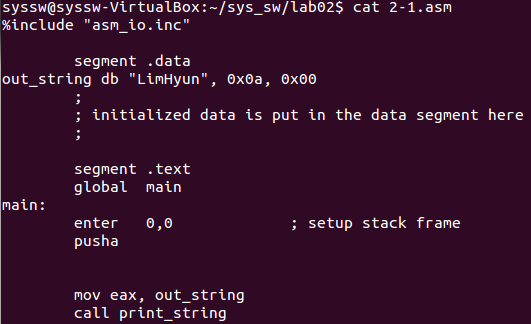 syssw@syssw-VirtualBox:~/sys_sw/lab02$ cat 2-1.asm
%include "asm_io.inc"
segment .data
out_string db "LimHyun", 0x0a, 0x00
;
; initialized data is put in the data segment here
;
segment .text
global  main
main:
enter   0,0             ; setup stack frame
pusha
mov eax, out_string
call print_string